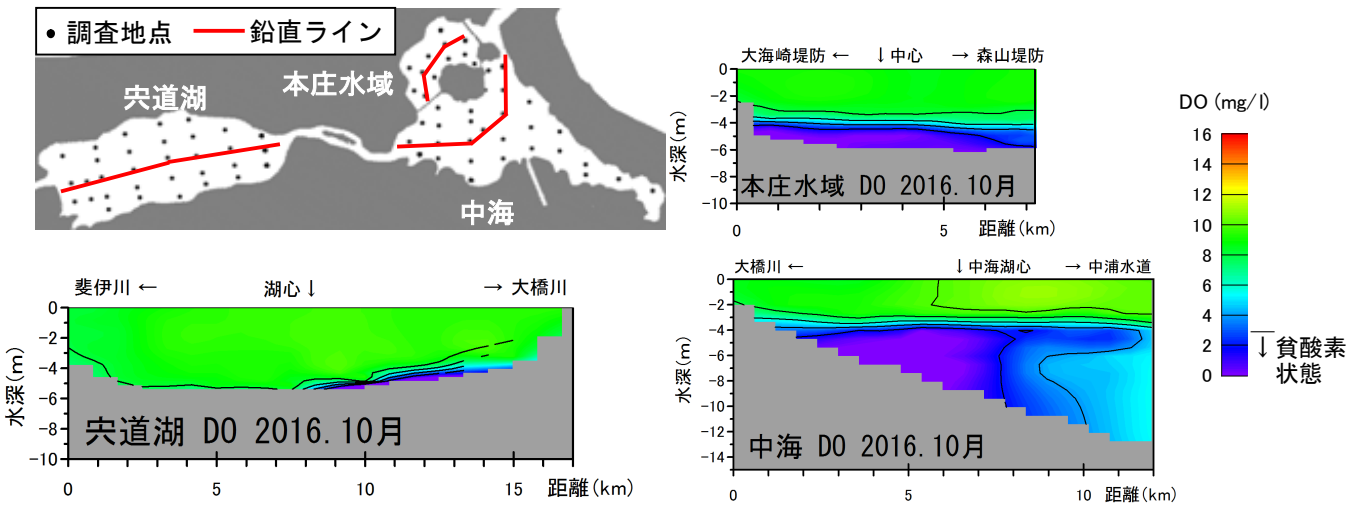 • 調査地点 ― 鉛直ライン
宍道湖
本庄水域
中海
大海崎堤防 ← ↓中心 → 森山堤防
0
-2
-4
-6
-8
-10
水深(m)
本庄水域 DO 2016.10月
0 5 距離(km)
DO (mg/l)
16
14
12
10
8
6
4
2
0
↓ 貧酸素
状態
斐伊川 ← 湖心↓ → 大橋川
0
-2
-4
-6
-8
-10
水深(m)
宍道湖 DO 2016.10月
0 5 10 15 距離(km)
大橋川 ← ↓中海湖心 → 中浦水道
0
-2
-4
-6
-8
-10
-12
-14
水深(m)
中海 DO 2016.10月
0 5 10 距離(km)